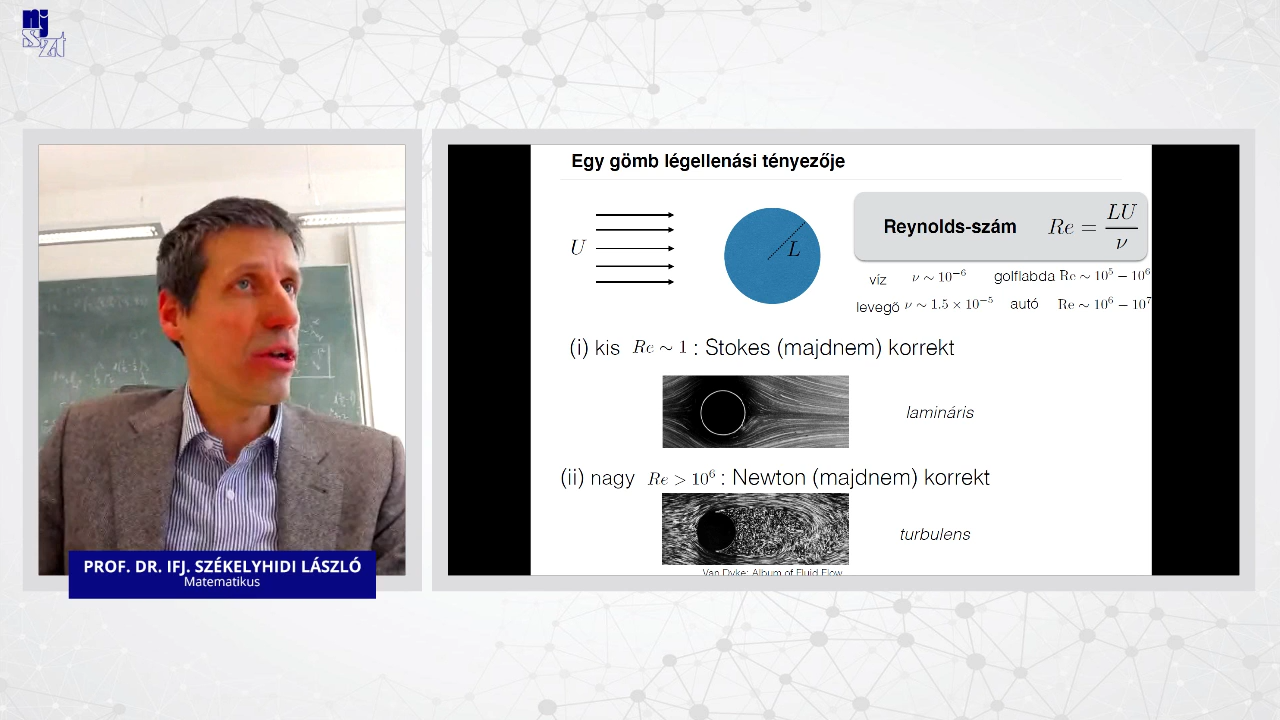 nj
szt
Egy gömb légellenási tényezője
U
L
Reynolds-szám Re = LU/ν
víz ν ∼ 10⁻⁶ golflabda Re ∼ 10⁵ − 10⁶
levegő ν ∼ 1.5 × 10⁻⁵ autó Re ∼ 10⁶ − 10⁷
(i) kis Re ∼ 1 : Stokes (majdnem) korrekt
lamináris
(ii) nagy Re > 10⁶ : Newton (majdnem) korrekt
turbulens
Van Dyke: Album of Fluid Flow
PROF. DR. IFJ. SZÉKELYHIDI LÁSZLÓ
Matematikus